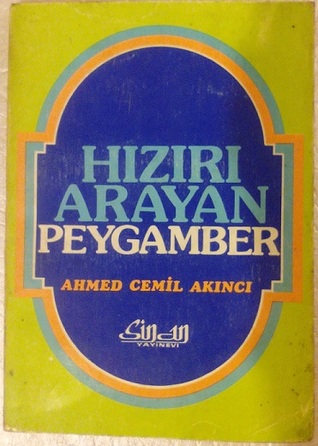 HIZIRI
ARAYAN
PEYGAMBER
AHMED CEMİL AKINCI
Sinan
YAYINEVİ